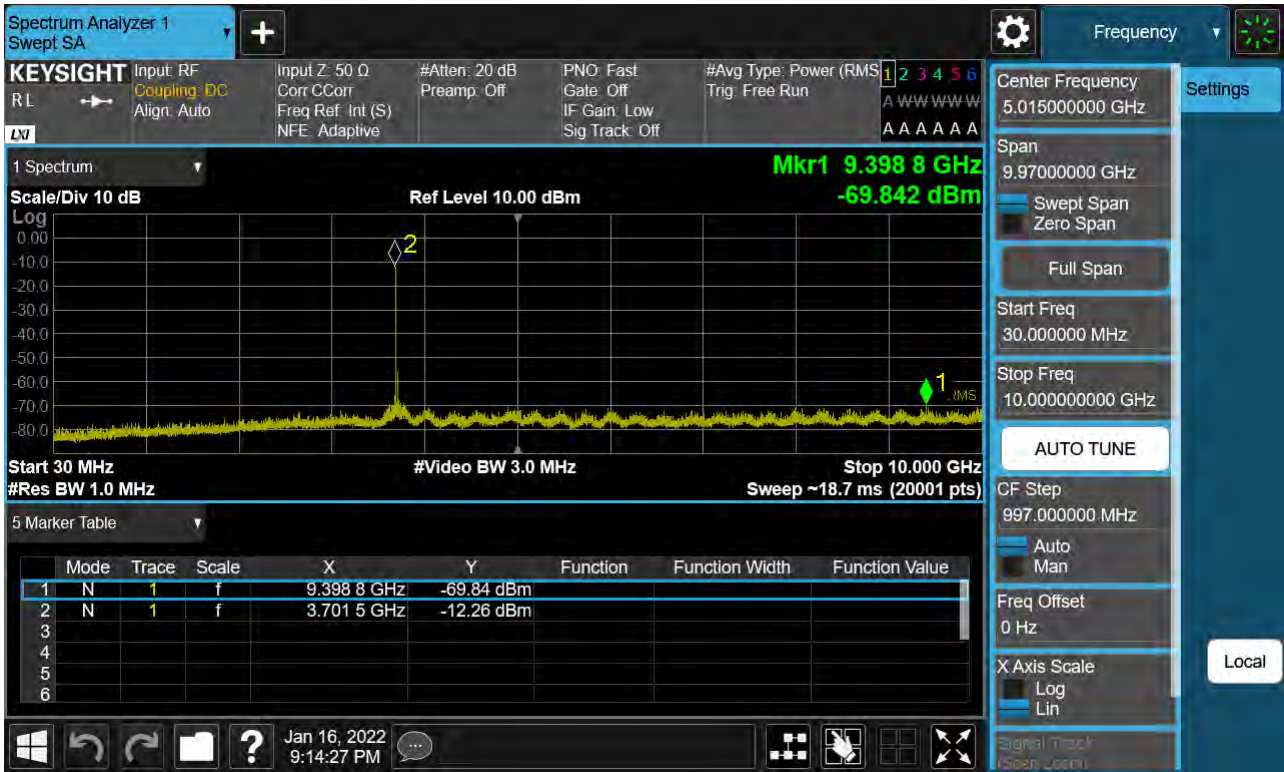 Spectrum Analyzer 1
Swept SA
+
Frequency
KEYSIGHT
RL
LXI
Input: RF
Coupling: DC
Align: Auto
Input Z: 50 Ω
Corr CCorr
Freq Ref: Int (S)
NFE: Adaptive
#Atten: 20 dB
Preamp: Off
PNO: Fast
Gate: Off
IF Gain: Low
Sig Track: Off
#Avg Type: Power (RMS
Trig: Free Run
1 2 3 4 5 6
A W W W W W
A A A A A A
1 Spectrum
Mkr1 9.398 8 GHz
Scale/Div 10 dB
Ref Level 10.00 dBm
-69.842 dBm
Log
0.00
-10.0
-20.0
-30.0
-40.0
-50.0
-60.0
-70.0
-80.0
2
1
RMS
Start 30 MHz
#Video BW 3.0 MHz
Stop 10.000 GHz
#Res BW 1.0 MHz
Sweep ~18.7 ms (20001 pts)
5 Marker Table
Mode Trace Scale X Y Function Function Width Function Value
1 N 1 f 9.398 8 GHz -69.84 dBm
2 N 1 f 3.701 5 GHz -12.26 dBm
3
4
5
6
Center Frequency
5.015000000 GHz
Span
9.97000000 GHz
Swept Span
Zero Span
Full Span
Start Freq
30.000000 MHz
Stop Freq
10.000000000 GHz
AUTO TUNE
CF Step
997.000000 MHz
Auto
Man
Freq Offset
0 Hz
X Axis Scale
Log
Lin
Signal Track
(Span Zoom)
Settings
Local
?
Jan 16, 2022
9:14:27 PM